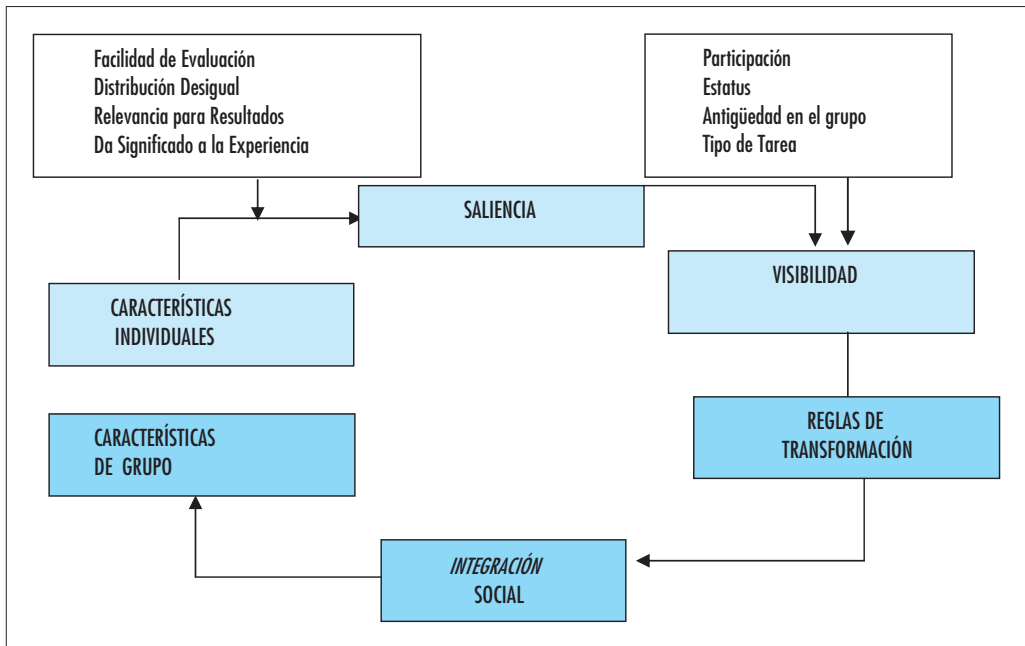 Facilidad de Evaluación
Distribución Desigual
Relevancia para Resultados
Da Significado a la Experiencia
Participación
Estatus
Antigüedad en el grupo
Tipo de Tarea
SALIENCIA
VISIBILIDAD
CARACTERÍSTICAS
INDIVIDUALES
CARACTERÍSTICAS
DE GRUPO
REGLAS DE
TRANSFORMACIÓN
INTEGRACIÓN
SOCIAL